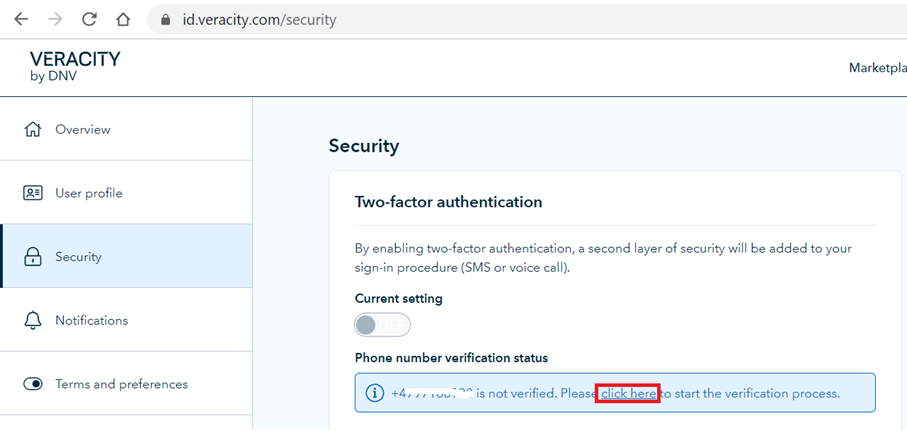 id.veracity.com/security
VERACITY
by DNV
Marketpla
Overview
User profile
Security
Notifications
Terms and preferences
Security
Two-factor authentication
By enabling two-factor authentication, a second layer of security will be added to your
sign-in procedure (SMS or voice call).
Current setting
OFF
Phone number verification status
is not verified. Please click here to start the verification process.